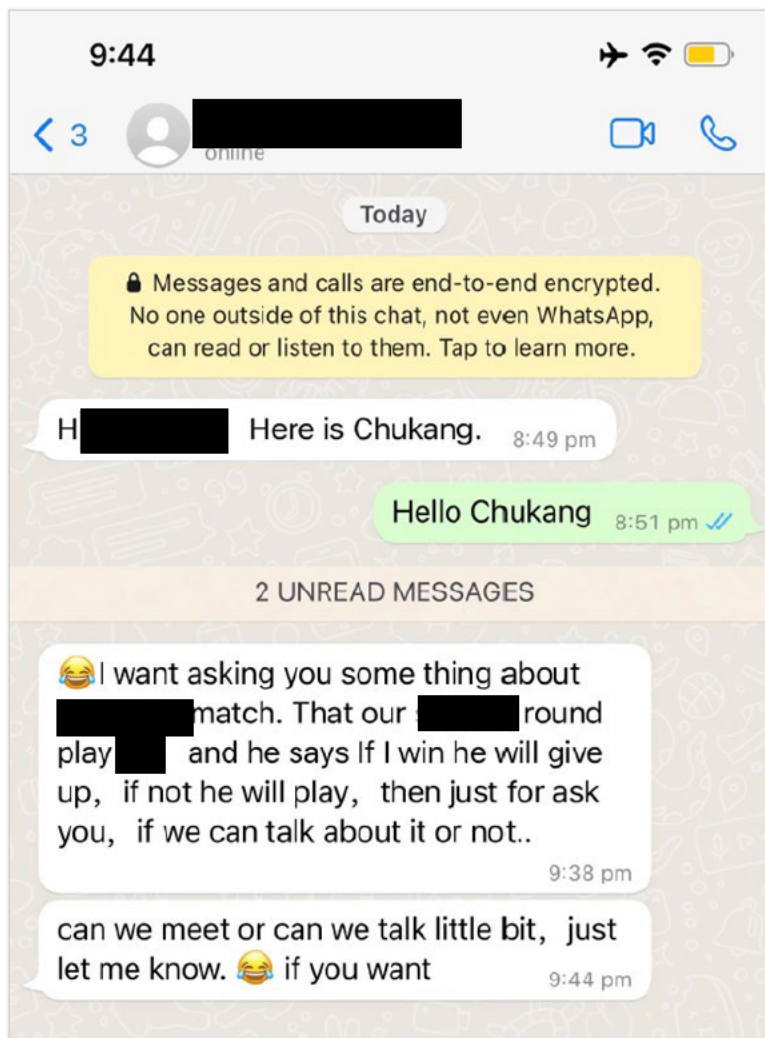 9:44
3
online
Today
Messages and calls are end-to-end encrypted.
No one outside of this chat, not even WhatsApp,
can read or listen to them. Tap to learn more.
H Here is Chukang. 8:49 pm
Hello Chukang 8:51 pm
2 UNREAD MESSAGES
😂I want asking you some thing about
match. That our round
play and he says If I win he will give
up, if not he will play, then just for ask
you, if we can talk about it or not..
9:38 pm
can we meet or can we talk little bit, just
let me know. 😂 if you want 9:44 pm